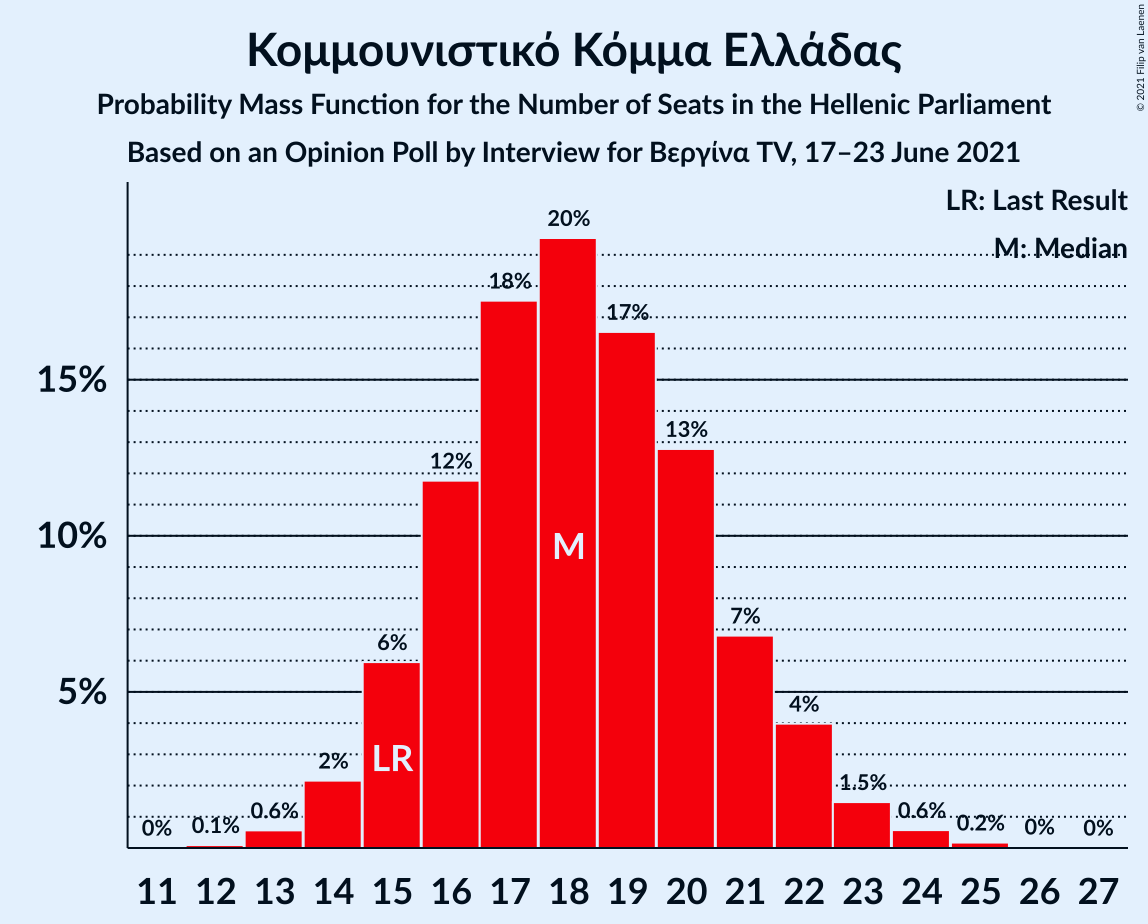 Κομμουνιστικό Κόμμα Ελλάδας
Probability Mass Function for the Number of Seats in the Hellenic Parliament
Based on an Opinion Poll by Interview for Βεργίνα TV, 17–23 June 2021
© 2021 Filip van Laenen
LR: Last Result
M: Median
15%
10%
5%
0%
0.1%
0.6%
2%
6%
12%
18%
20%
17%
13%
7%
4%
1.5%
0.6%
0.2%
0%
0%
LR
M
11 12 13 14 15 16 17 18 19 20 21 22 23 24 25 26 27